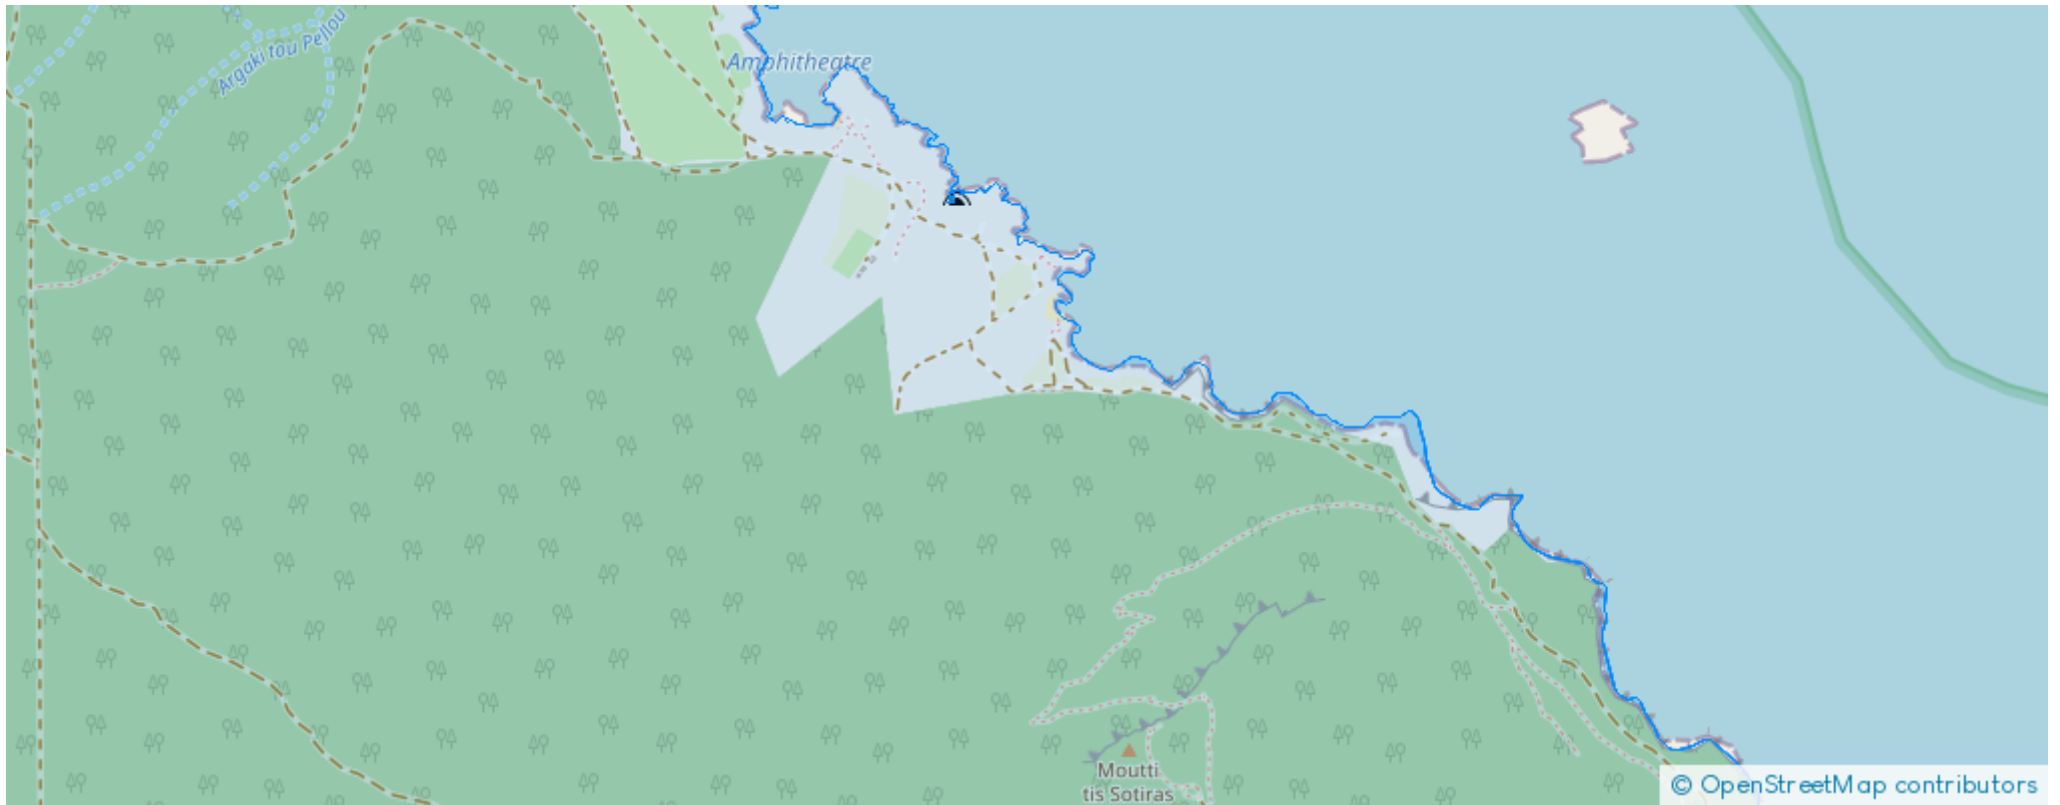 Argaki tou Pellou
Amphitheatre
Moutti
tis Sotiras
© OpenStreetMap contributors